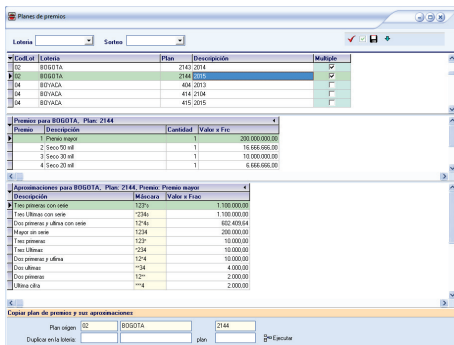 Planes de premios
Loteria Sorteo
CodLot Loteria Plan Descripición Multiple
02 BOGOTA 2143 2014
02 BOGOTA 2144 2015
04 BOYACA 404 2013
04 BOYACA 414 2104
04 BOYACA 415 2015
Premios para BOGOTA, Plan: 2144
Premio Descripción Cantidad Valor x Frc
1 Premio mayor 1 200.000.000,00
2 Seco 50 mill 1 16.666.666,00
3 Seco 30 mill 1 10.000.000,00
4 Seco 20 mill 1 6.666.666,00
Aproximaciones para BOGOTA, Plan: 2144, Premio: Premio mayor
Descripción Máscara Valor x Frac
Tres primeras con serie 123*s 1.100.000,00
Tres Ultimas con serie *234s 1.100.000,00
Dos primeras y ultima con serie 12*4s 602.409,64
Mayor sin serie 1234 200.000,00
Tres primeras 123* 10.000,00
Tres Ultimas *234 10.000,00
Dos primeras y ultima 12*4 10.000,00
Dos ultimas **34 4.000,00
Dos primeras 12** 2.000,00
Ultima cifra ***4 2.000,00
Copiar plan de premios y sus aproximaciones
Plan origen: 02 BOGOTA 2144
Duplicar en la loteria: plan Ejecutar